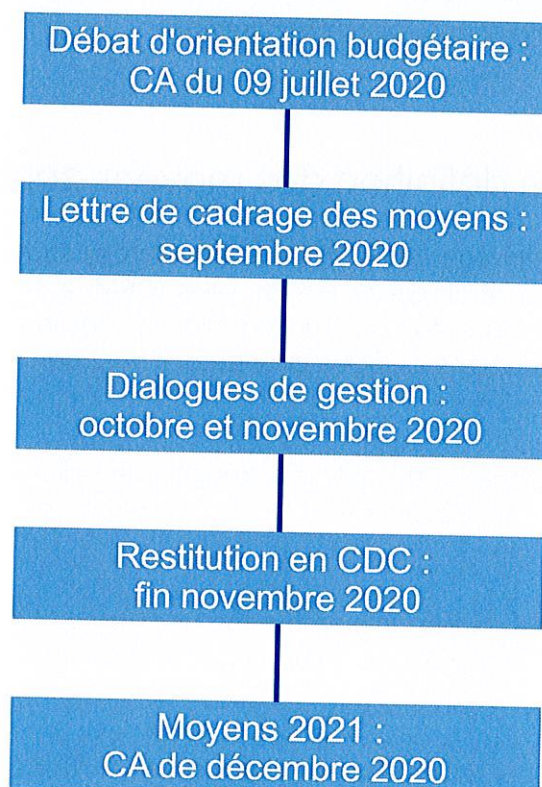 Débat d'orientation budgétaire :
CA du 09 juillet 2020
Lettre de cadrage des moyens :
septembre 2020
Dialogues de gestion :
octobre et novembre 2020
Restitution en CDC :
fin novembre 2020
Moyens 2021 :
CA de décembre 2020